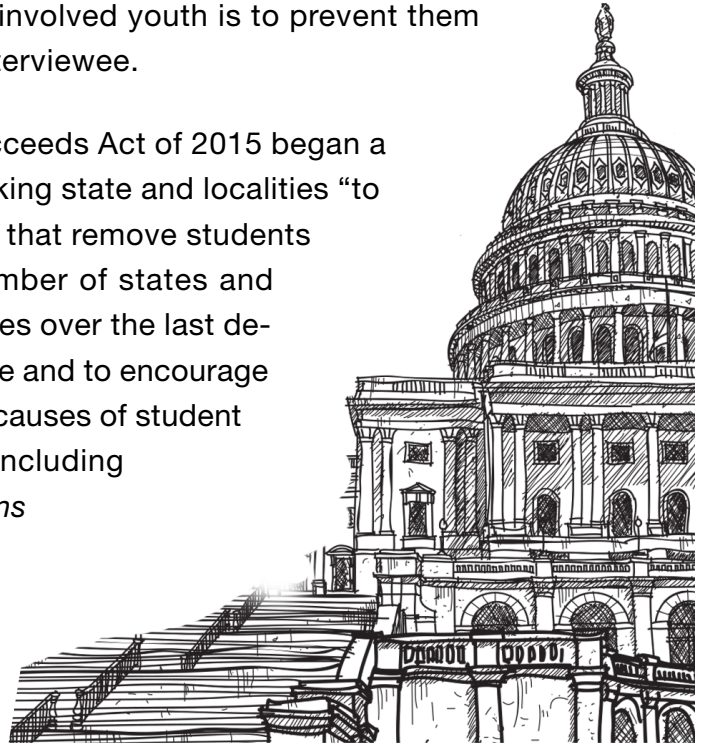 involved youth is to prevent them
terviewee.
cceeds Act of 2015 began a
king state and localities “to
that remove students
mber of states and
es over the last de-
e and to encourage
causes of student
ncluding
ns